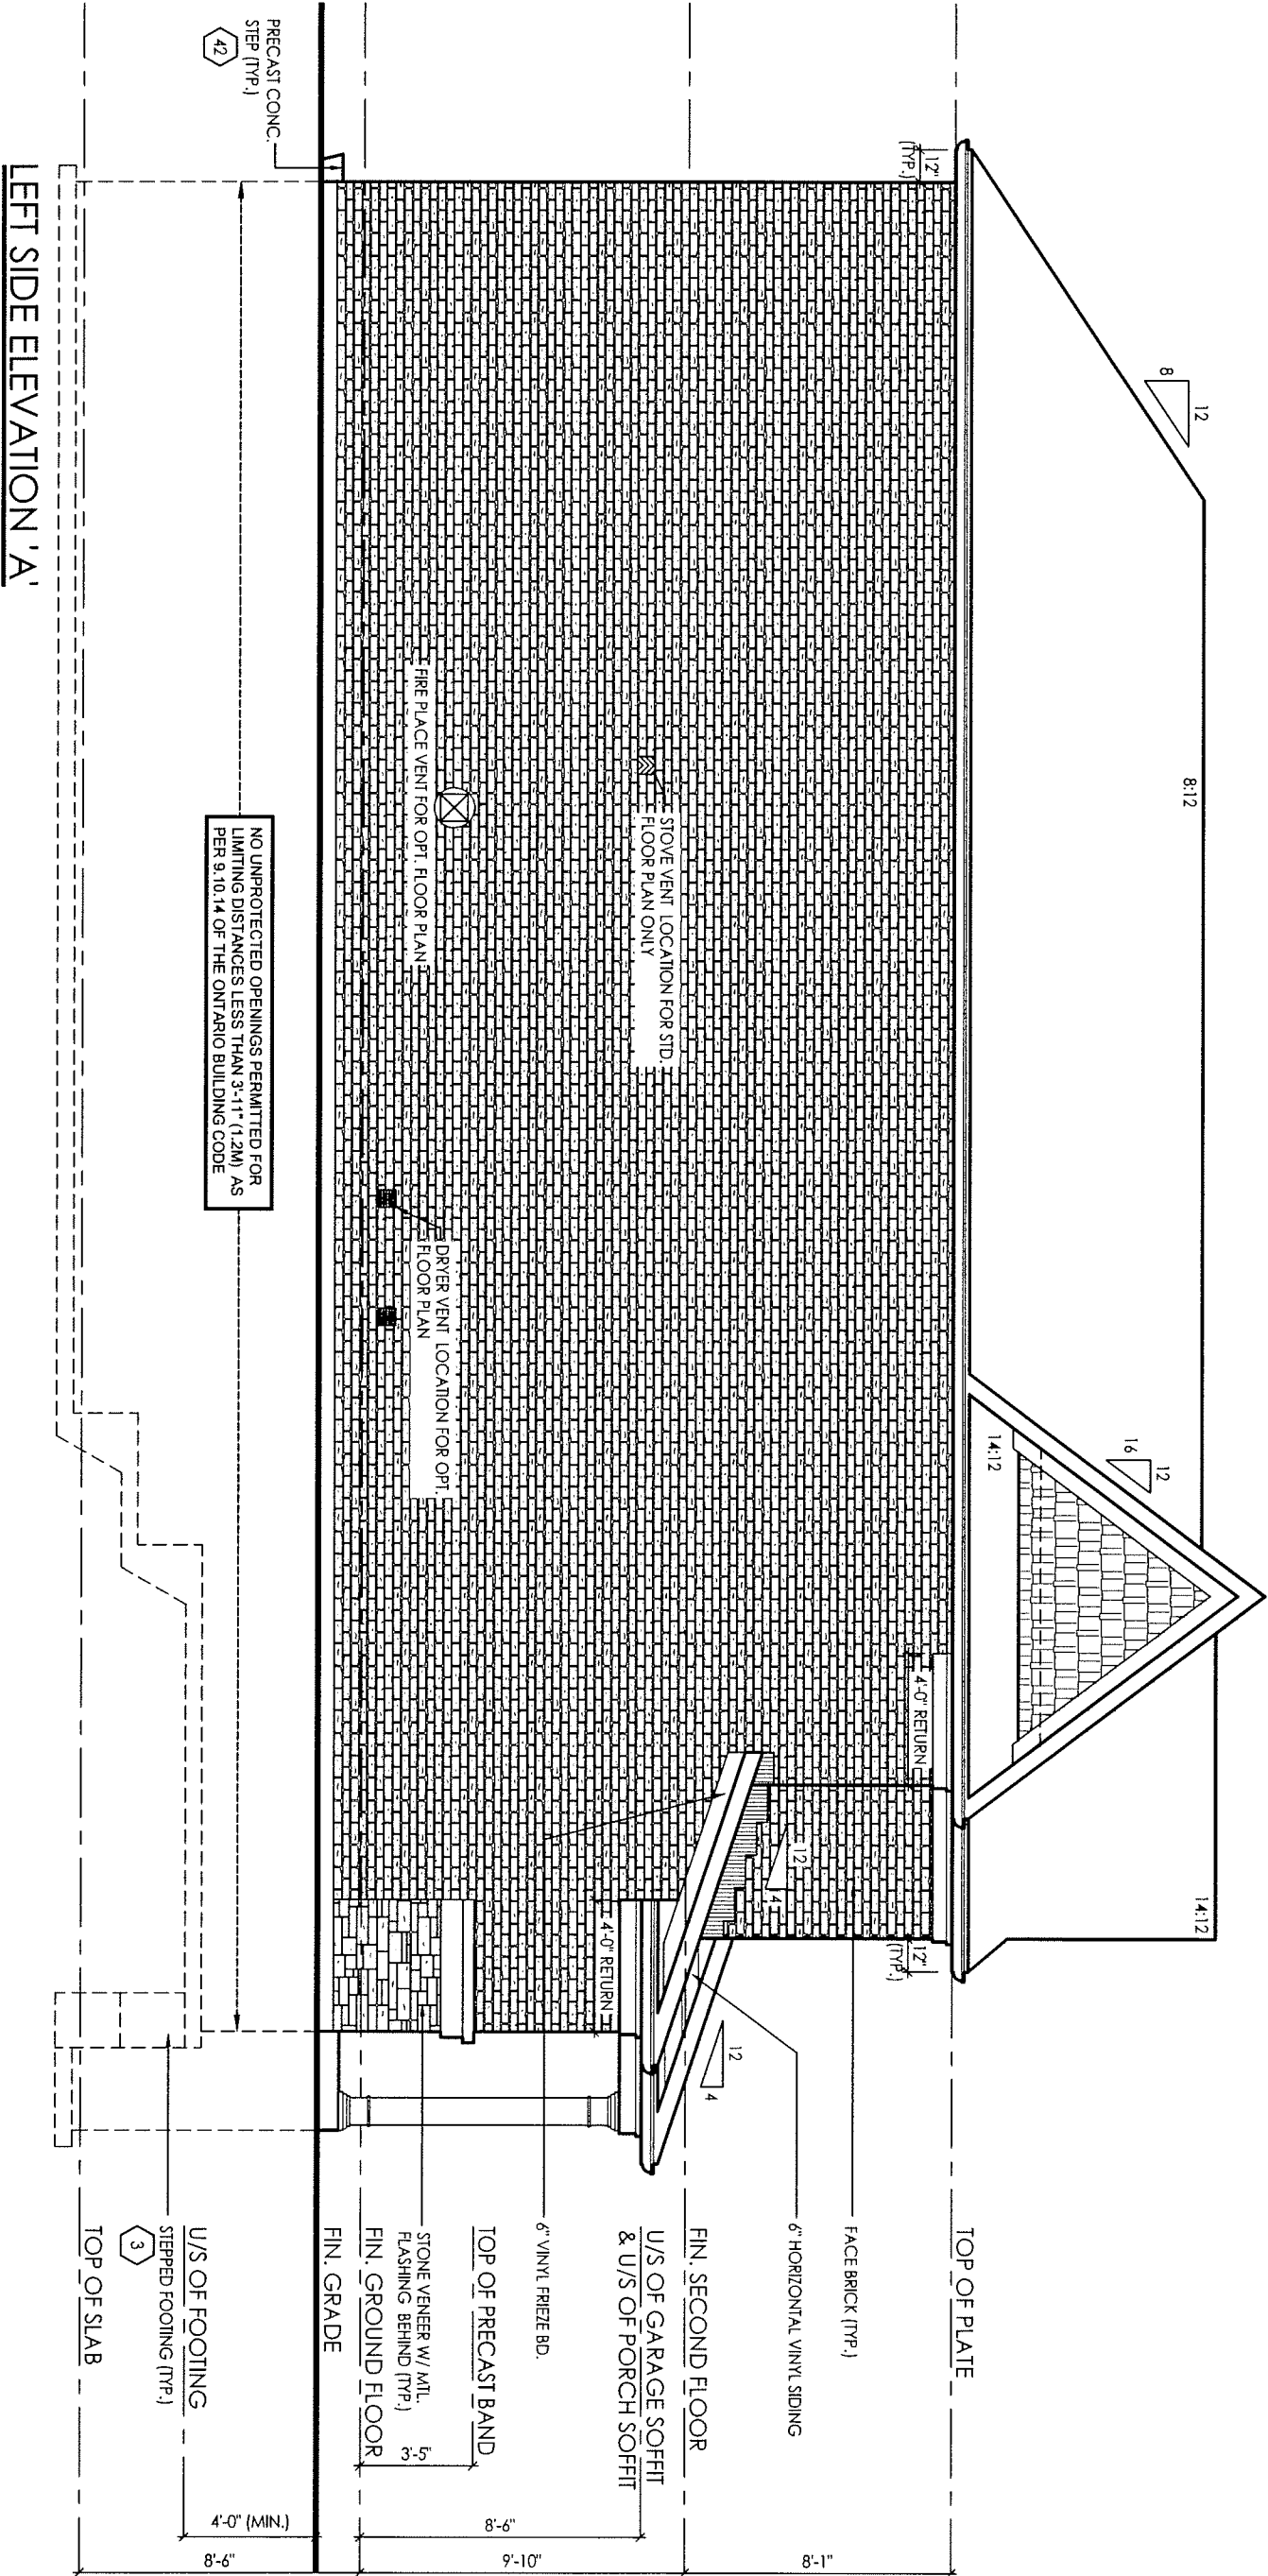 8:12
14:12
12
8
12
16
14:12
12"
(TYP.)
4'-0" RETURN
12
4
12"
(TYP.)
12
4
4'-0" RETURN
STOVE VENT LOCATION FOR STD.
FLOOR PLAN ONLY
FIRE PLACE VENT FOR OPT. FLOOR PLAN
DRYER VENT LOCATION FOR OPT.
FLOOR PLAN
TOP OF PLATE
FACE BRICK (TYP.)
6" HORIZONTAL VINYL SIDING
FIN. SECOND FLOOR
U/S OF GARAGE SOFFIT
& U/S OF PORCH SOFFIT
6" VINYL FRIEZE BD.
TOP OF PRECAST BAND
STONE VENEER W/ MTL.
FLASHING BEHIND (TYP.)
FIN. GROUND FLOOR
FIN. GRADE
U/S OF FOOTING
STEPPED FOOTING (TYP.)
3
TOP OF SLAB
3'-5"
8'-6"
4'-0" (MIN.)
8'-1"
9'-10"
8'-6"
PRECAST CONC.
STEP (TYP.)
42
NO UNPROTECTED OPENINGS PERMITTED FOR
LIMITING DISTANCES LESS THAN 3'-11" (1.2M) AS
PER 9.10.14 OF THE ONTARIO BUILDING CODE
LEFT SIDE ELEVATION 'A'